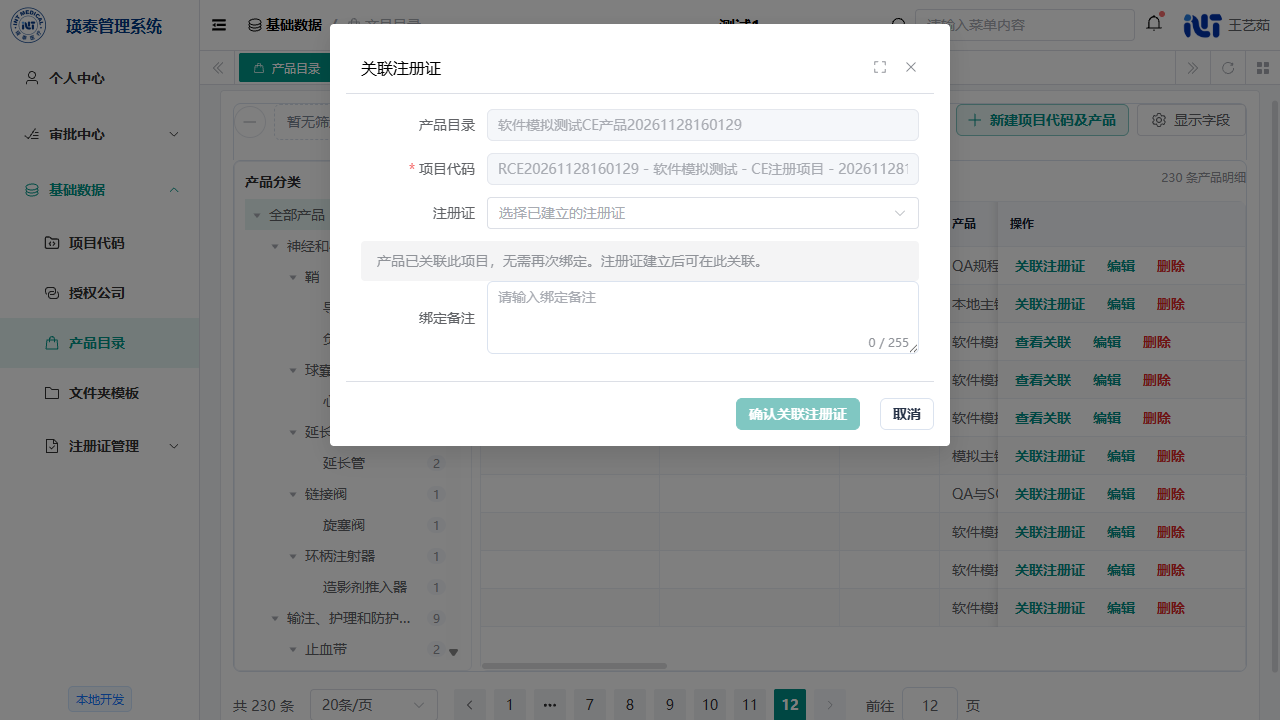 瑛泰管理系统
基础数据 / 产品目录
测试1
请输入菜单内容
王艺茹
个人中心
审批中心
基础数据
项目代码
授权公司
产品目录
文件夹模板
注册证管理
本地开发
产品目录
暂无筛
新建项目代码及产品
显示字段
产品分类
230 条产品明细
全部产品
神经和
鞘
球囊
延长
延长管 2
链接阀 1
旋塞阀 1
环柄注射器 1
造影剂推入器 1
输注、护理和防护... 9
止血带 2
产品 操作
QA规程 关联注册证 编辑 删除
本地主 关联注册证 编辑 删除
软件模拟 查看关联 编辑 删除
软件模拟 查看关联 编辑 删除
软件模拟 查看关联 编辑 删除
模拟主 关联注册证 编辑 删除
QA与SO 关联注册证 编辑 删除
软件模拟 关联注册证 编辑 删除
软件模拟 关联注册证 编辑 删除
软件模拟 关联注册证 编辑 删除
关联注册证
产品目录 软件模拟测试CE产品20261128160129
* 项目代码 RCE20261128160129 - 软件模拟测试 - CE注册项目 - 202611281
注册证 选择已建立的注册证
产品已关联此项目，无需再次绑定。注册证建立后可在此关联。
绑定备注 请输入绑定备注
0 / 255
确认关联注册证 取消
共 230 条 20条/页 1 ••• 7 8 9 10 11 12 前往 12 页